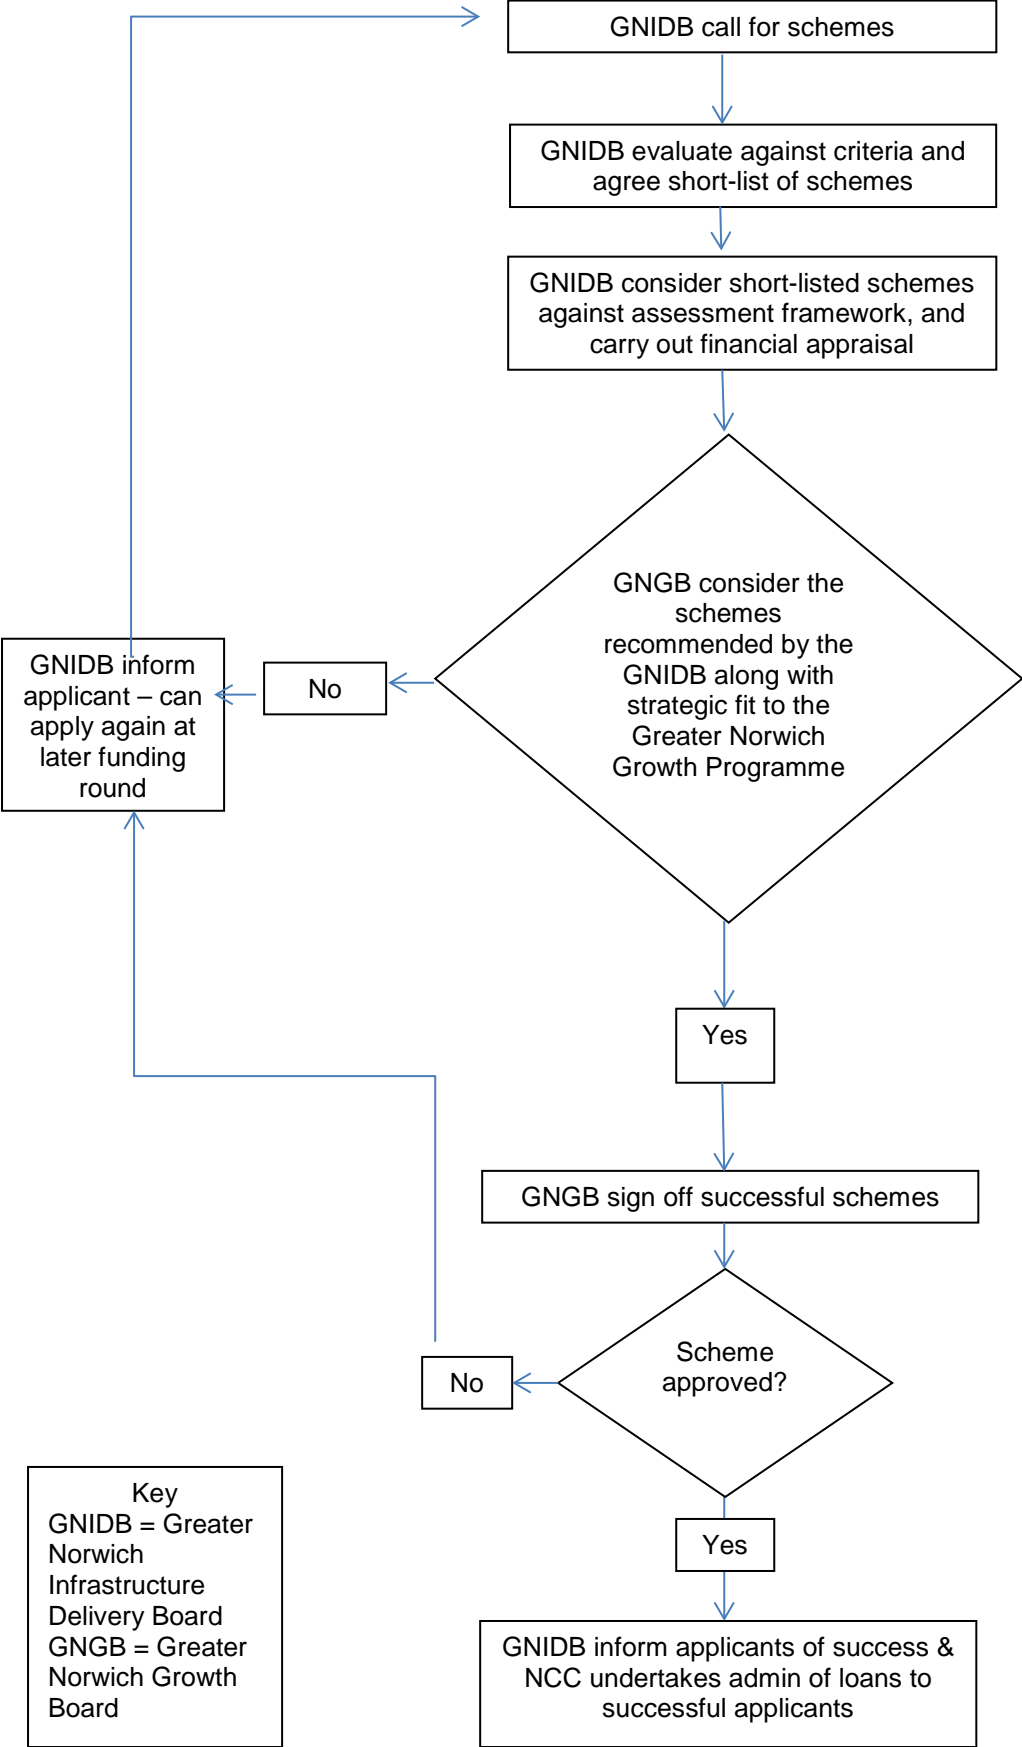 GNIDB call for schemes
GNIDB evaluate against criteria and
agree short-list of schemes
GNIDB consider short-listed schemes
against assessment framework, and
carry out financial appraisal
GNGB consider the
schemes
recommended by the
GNIDB along with
strategic fit to the
Greater Norwich
Growth Programme
No
GNIDB inform
applicant – can
apply again at
later funding
round
Yes
GNGB sign off successful schemes
Scheme
approved?
No
Yes
GNIDB inform applicants of success &
NCC undertakes admin of loans to
successful applicants
Key
GNIDB = Greater
Norwich
Infrastructure
Delivery Board
GNGB = Greater
Norwich Growth
Board